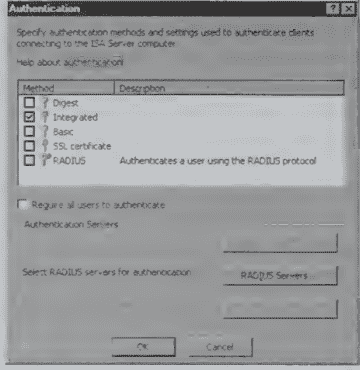 Authentication
Specify authentication methods and settings used to authenticate clients
connecting to the ISA Server computer.
Help about authentication
Method Description
Digest
Integrated
Basic
SSL certificate
RADIUS Authenticates a user using the RADIUS protocol
Require all users to authenticate
Authentication Servers
Select RADIUS servers for authentication RADIUS Servers
OK Cancel